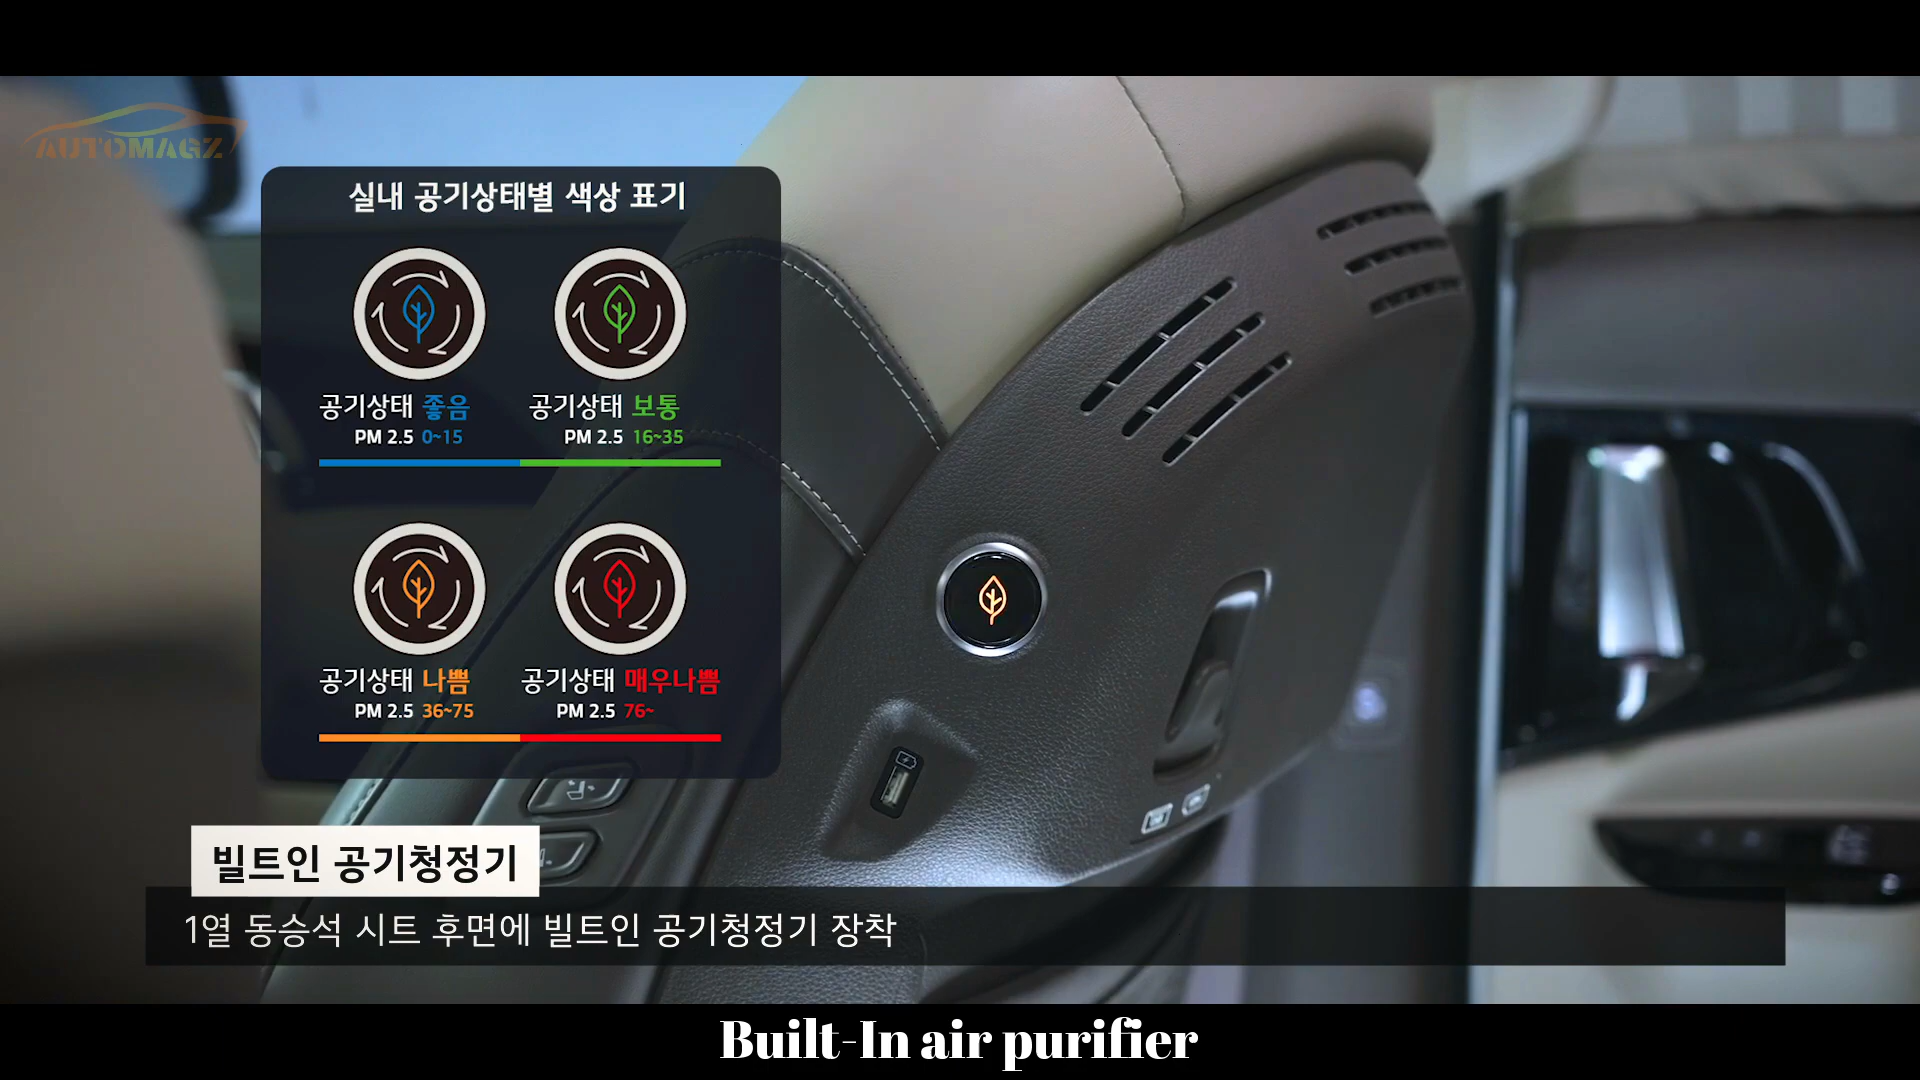 AUTOMAGZ
실내 공기상태별 색상 표기
공기상태 좋음
PM 2.5 0~15
공기상태 보통
PM 2.5 16~35
공기상태 나쁨
PM 2.5 36~75
공기상태 매우나쁨
PM 2.5 76~
빌트인 공기청정기
1열 동승석 시트 후면에 빌트인 공기청정기 장착
Built-In air purifier